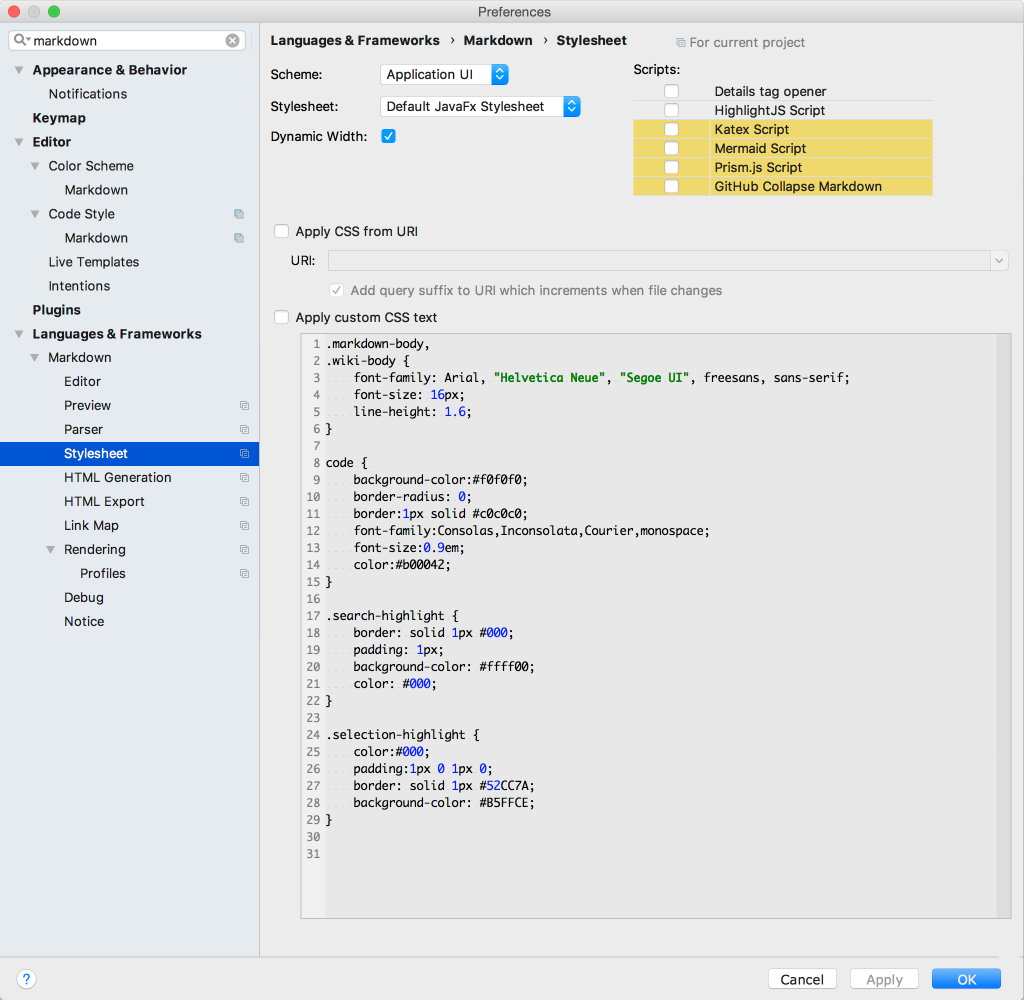 Preferences
markdown
Appearance & Behavior
Notifications
Keymap
Editor
Color Scheme
Markdown
Code Style
Markdown
Live Templates
Intentions
Plugins
Languages & Frameworks
Markdown
Editor
Preview
Parser
Stylesheet
HTML Generation
HTML Export
Link Map
Rendering
Profiles
Debug
Notice
Languages & Frameworks › Markdown › Stylesheet
For current project
Scheme: Application UI
Stylesheet: Default JavaFx Stylesheet
Dynamic Width:
Scripts:
Details tag opener
HighlightJS Script
Katex Script
Mermaid Script
Prism.js Script
GitHub Collapse Markdown
Apply CSS from URI
URI:
Add query suffix to URI which increments when file changes
Apply custom CSS text
1 .markdown-body,
2 .wiki-body {
3     font-family: Arial, "Helvetica Neue", "Segoe UI", freesans, sans-serif;
4     font-size: 16px;
5     line-height: 1.6;
6 }
7
8 code {
9     background-color:#f0f0f0;
10     border-radius: 0;
11     border:1px solid #c0c0c0;
12     font-family:Consolas,Inconsolata,Courier,monospace;
13     font-size:0.9em;
14     color:#b00042;
15 }
16
17 .search-highlight {
18     border: solid 1px #000;
19     padding: 1px;
20     background-color: #ffff00;
21     color: #000;
22 }
23
24 .selection-highlight {
25     color:#000;
26     padding:1px 0 1px 0;
27     border: solid 1px #52CC7A;
28     background-color: #B5FFCE;
29 }
30
31
?
Cancel
Apply
OK